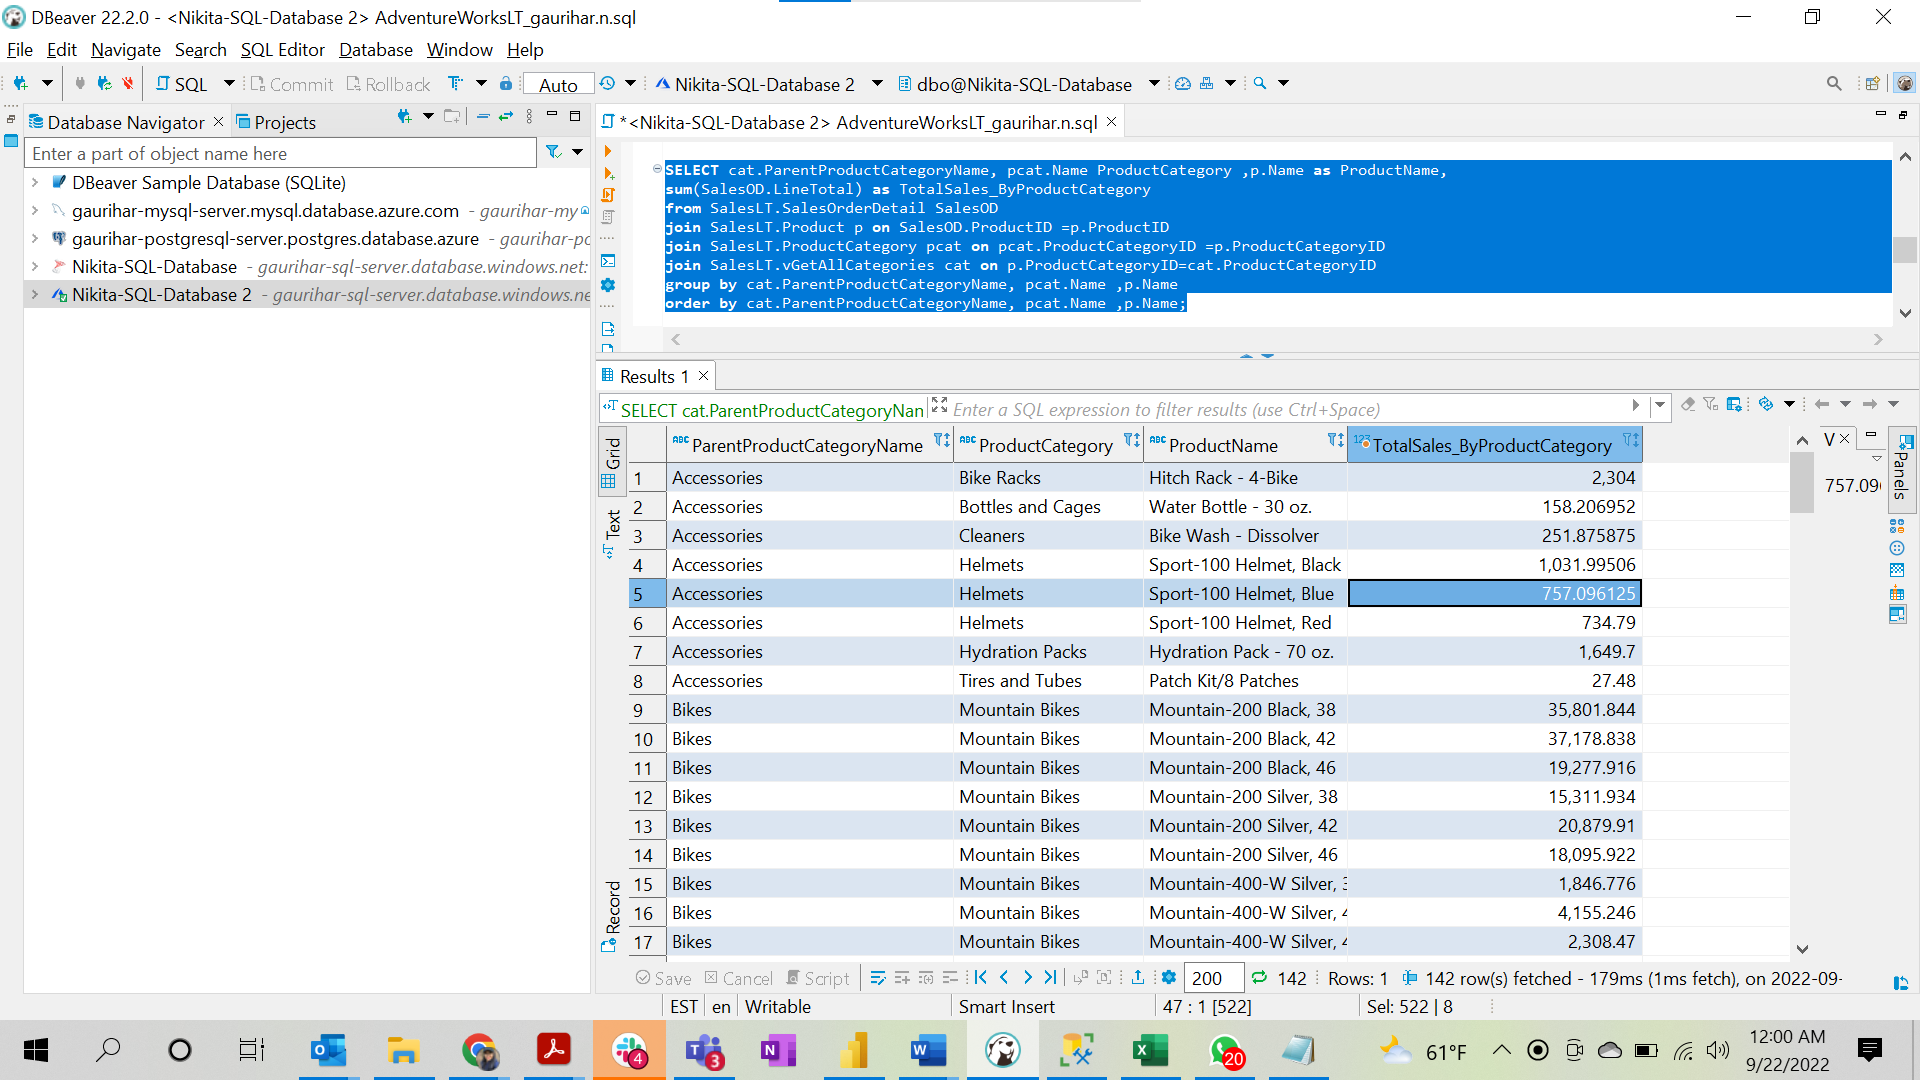 DBeaver 22.2.0 - <Nikita-SQL-Database 2> AdventureWorksLT_gaurihar.n.sql
File Edit Navigate Search SQL Editor Database Window Help
SQL Commit Rollback Auto Nikita-SQL-Database 2 dbo@Nikita-SQL-Database
Database Navigator Projects
Enter a part of object name here
DBeaver Sample Database (SQLite)
gaurihar-mysql-server.mysql.database.azure.com - gaurihar-my
gaurihar-postgresql-server.postgres.database.azure - gaurihar-po
Nikita-SQL-Database - gaurihar-sql-server.database.windows.net:
Nikita-SQL-Database 2 - gaurihar-sql-server.database.windows.ne
*<Nikita-SQL-Database 2> AdventureWorksLT_gaurihar.n.sql
SELECT cat.ParentProductCategoryName, pcat.Name ProductCategory ,p.Name as ProductName,
sum(SalesOD.LineTotal) as TotalSales_ByProductCategory
from SalesLT.SalesOrderDetail SalesOD
join SalesLT.Product p on SalesOD.ProductID =p.ProductID
join SalesLT.ProductCategory pcat on pcat.ProductCategoryID =p.ProductCategoryID
join SalesLT.vGetAllCategories cat on p.ProductCategoryID=cat.ProductCategoryID
group by cat.ParentProductCategoryName, pcat.Name ,p.Name
order by cat.ParentProductCategoryName, pcat.Name ,p.Name;
Results 1
SELECT cat.ParentProductCategoryNan Enter a SQL expression to filter results (use Ctrl+Space)
Grid
Text
Record
ParentProductCategoryName ProductCategory ProductName TotalSales_ByProductCategory
1 Accessories Bike Racks Hitch Rack - 4-Bike 2,304
2 Accessories Bottles and Cages Water Bottle - 30 oz. 158.206952
3 Accessories Cleaners Bike Wash - Dissolver 251.875875
4 Accessories Helmets Sport-100 Helmet, Black 1,031.99506
5 Accessories Helmets Sport-100 Helmet, Blue 757.096125
6 Accessories Helmets Sport-100 Helmet, Red 734.79
7 Accessories Hydration Packs Hydration Pack - 70 oz. 1,649.7
8 Accessories Tires and Tubes Patch Kit/8 Patches 27.48
9 Bikes Mountain Bikes Mountain-200 Black, 38 35,801.844
10 Bikes Mountain Bikes Mountain-200 Black, 42 37,178.838
11 Bikes Mountain Bikes Mountain-200 Black, 46 19,277.916
12 Bikes Mountain Bikes Mountain-200 Silver, 38 15,311.934
13 Bikes Mountain Bikes Mountain-200 Silver, 42 20,879.91
14 Bikes Mountain Bikes Mountain-200 Silver, 46 18,095.922
15 Bikes Mountain Bikes Mountain-400-W Silver, 1,846.776
16 Bikes Mountain Bikes Mountain-400-W Silver, 4,155.246
17 Bikes Mountain Bikes Mountain-400-W Silver, 2,308.47
V
757.09
Panels
Save Cancel Script 200 142 Rows: 1 142 row(s) fetched - 179ms (1ms fetch), on 2022-09-
EST en Writable Smart Insert 47 : 1 [522] Sel: 522 | 8
4 3 20 61°F 12:00 AM
9/22/2022